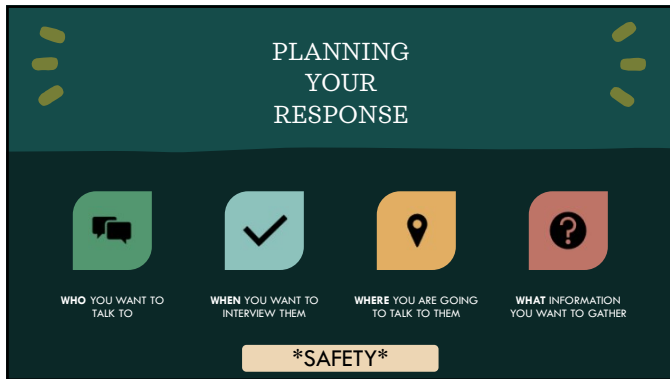 PLANNING
YOUR
RESPONSE
WHO YOU WANT TO
TALK TO
WHEN YOU WANT TO
INTERVIEW THEM
WHERE YOU ARE GOING
TO TALK TO THEM
WHAT INFORMATION
YOU WANT TO GATHER
*SAFETY*